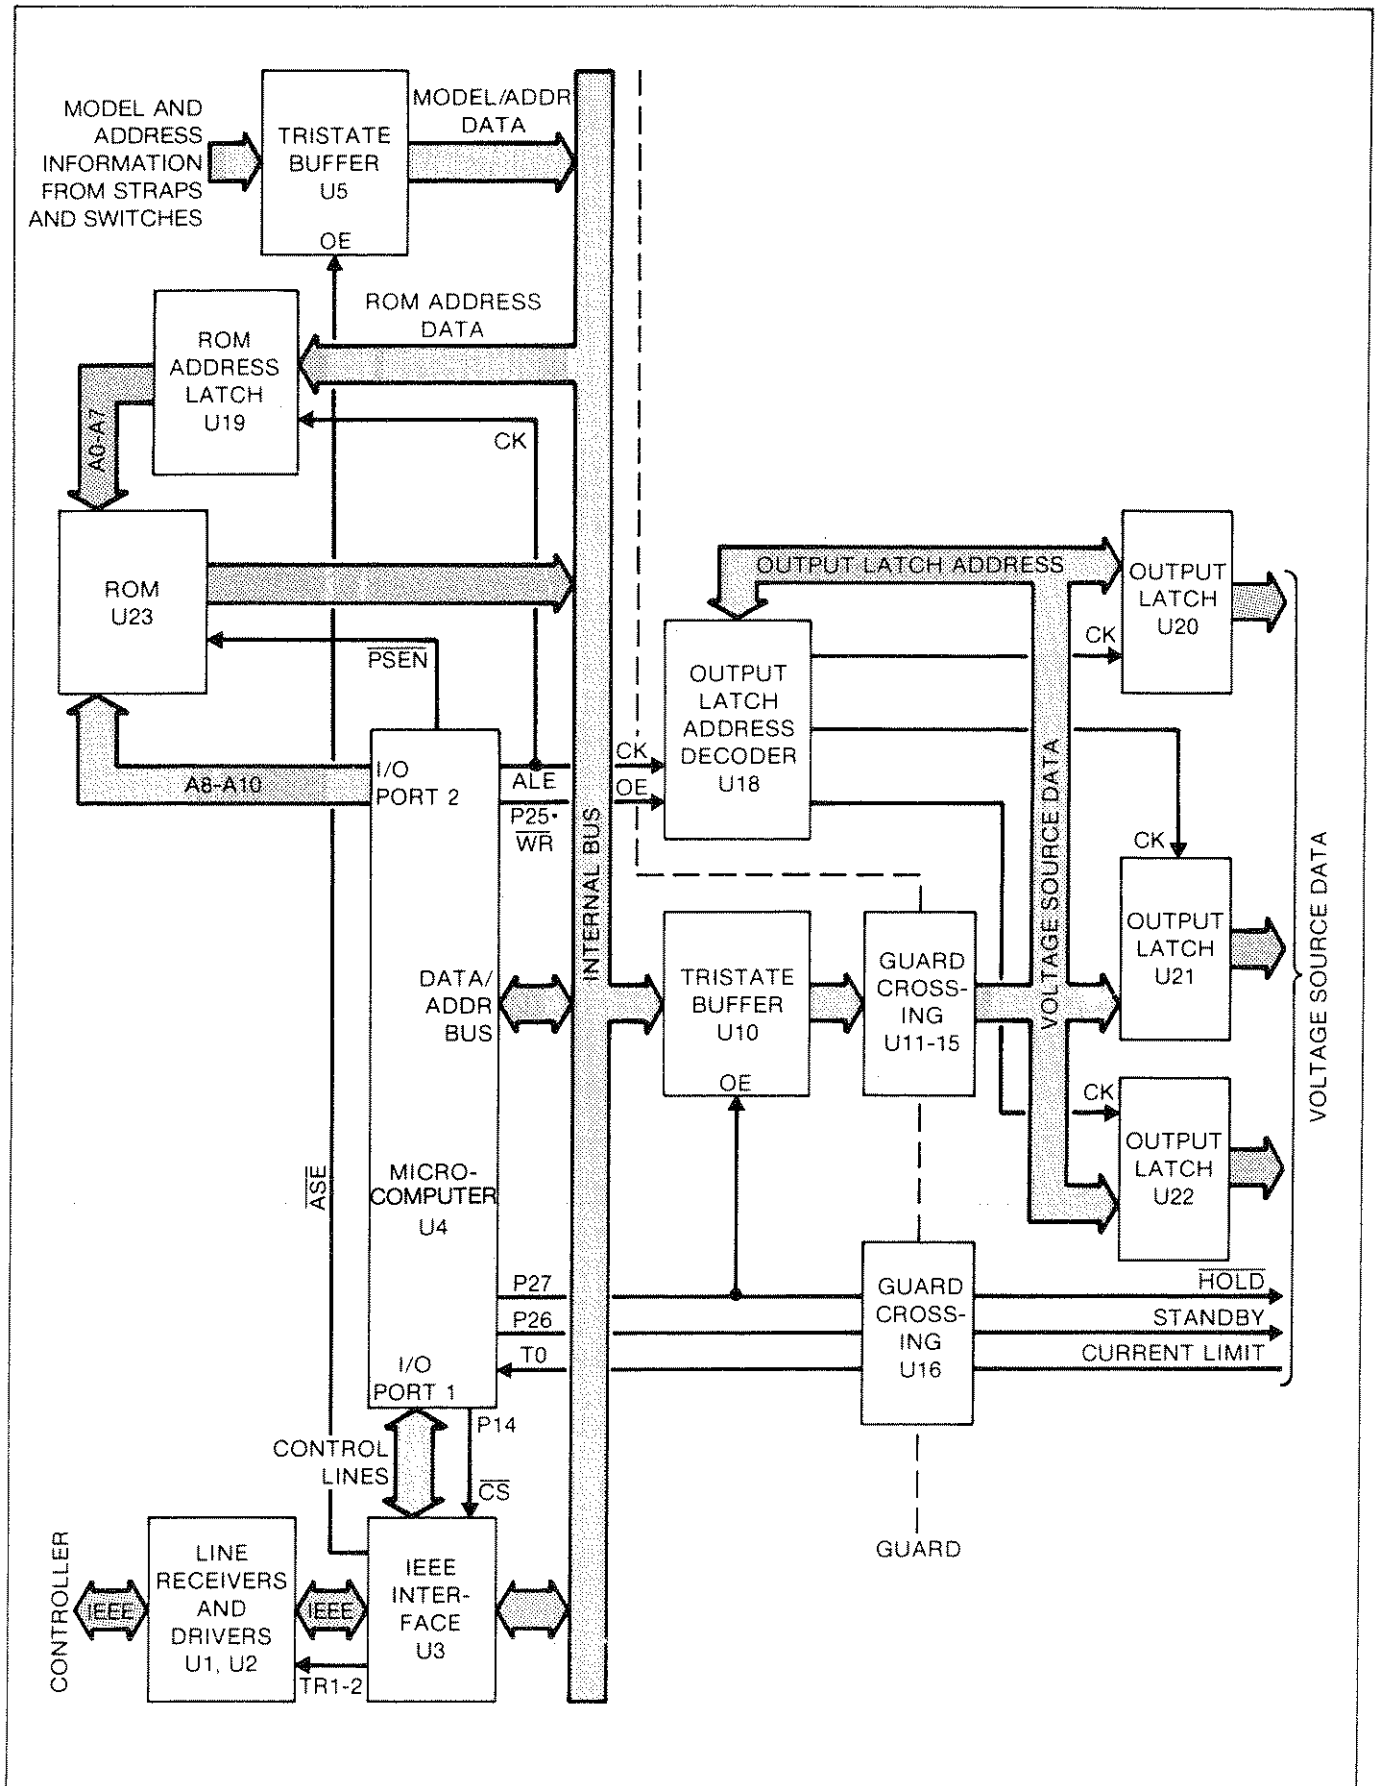 MODEL AND
ADDRESS
INFORMATION
FROM STRAPS
AND SWITCHES
TRISTATE
BUFFER
U5
OE
MODEL/ADDR
DATA
ROM ADDRESS
DATA
ROM
ADDRESS
LATCH
U19
CK
A0-A7
ROM
U23
PSEN
A8-A10
I/O
PORT 2
ALE
P25•
WR
INTERNAL BUS
CK
OE
OUTPUT
LATCH
ADDRESS
DECODER
U18
OUTPUT LATCH ADDRESS
OUTPUT
LATCH
U20
CK
VOLTAGE SOURCE DATA
CK
OUTPUT
LATCH
U21
VOLTAGE SOURCE DATA
DATA/
ADDR
BUS
TRISTATE
BUFFER
U10
OE
GUARD
CROSS-
ING
U11-15
CK
OUTPUT
LATCH
U22
ASE
MICRO-
COMPUTER
U4
P27
P26
T0
GUARD
CROSS-
ING
U16
HOLD
STANDBY
CURRENT LIMIT
I/O
PORT 1
P14
CONTROL
LINES
CS
GUARD
CONTROLLER
IEEE
LINE
RECEIVERS
AND
DRIVERS
U1, U2
IEEE
TR1-2
IEEE
INTER-
FACE
U3